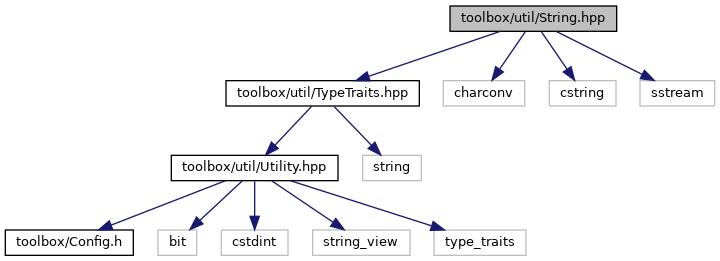 toolbox/util/String.hpp
toolbox/util/TypeTraits.hpp
charconv
cstring
sstream
toolbox/util/Utility.hpp
string
toolbox/Config.h
bit
cstdint
string_view
type_traits